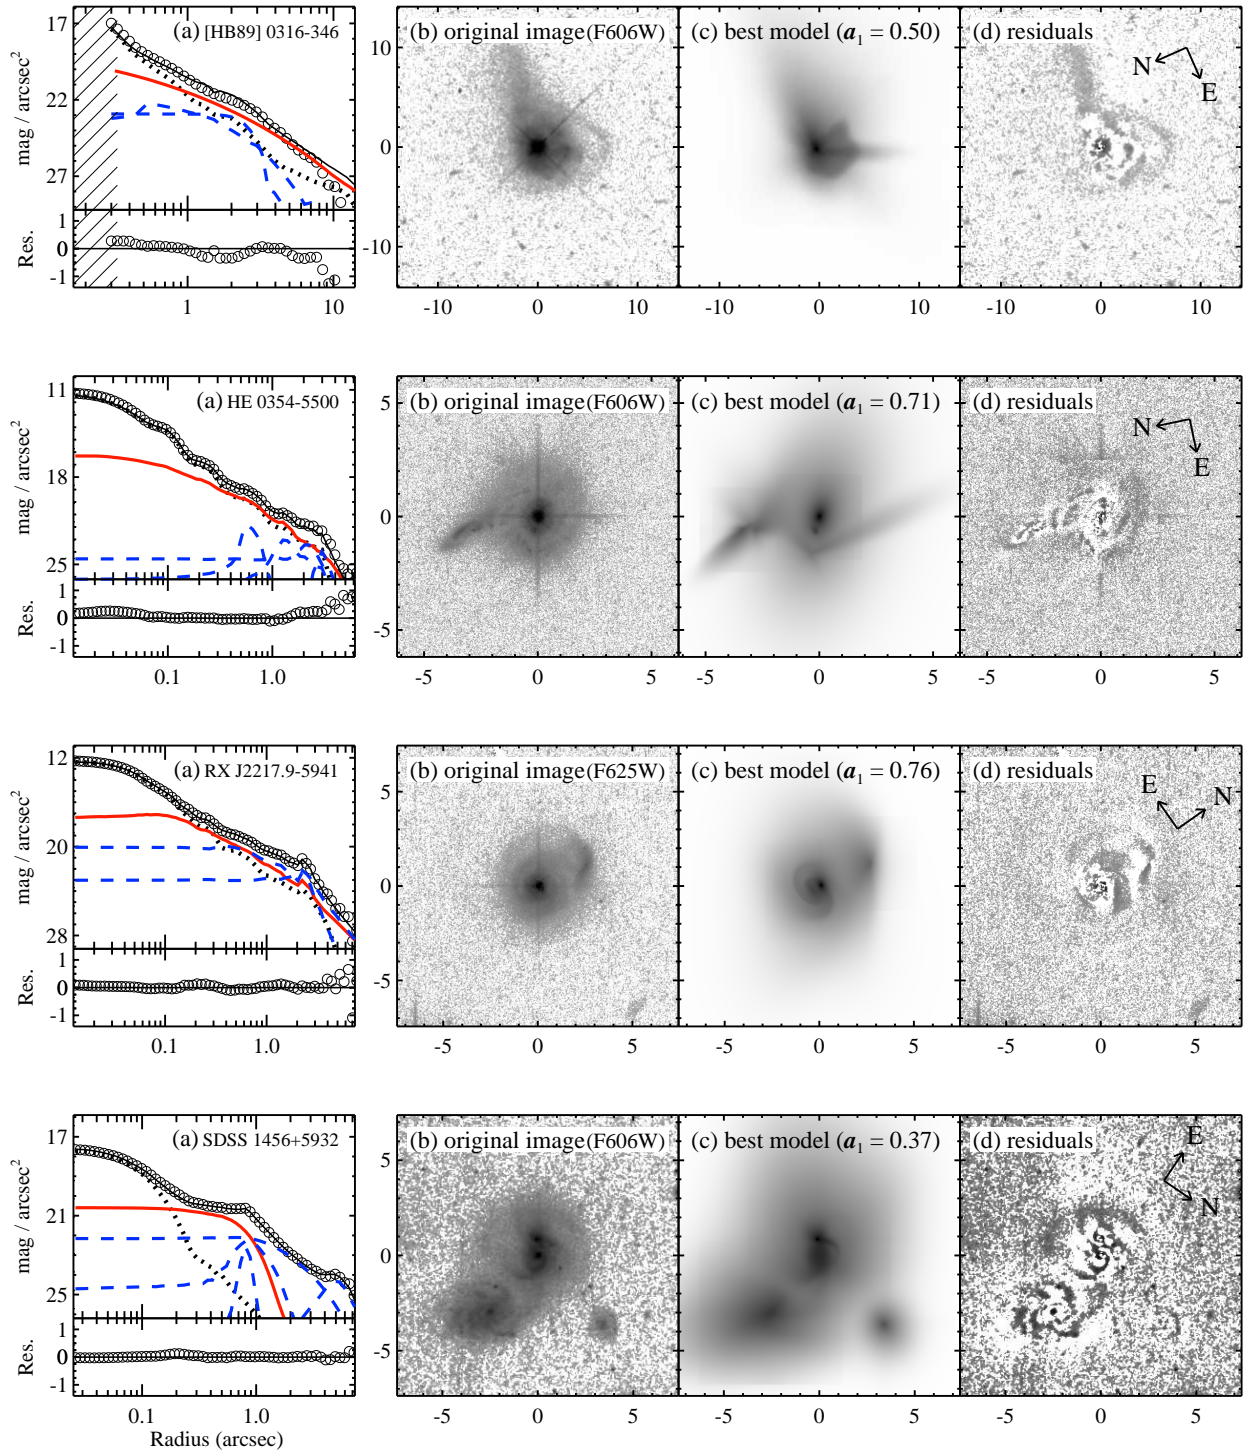 (a) [HB89] 0316-346
17
22
27
mag / arcsec²
1
0
-1
Res.
1
10
(b) original image(F606W)
10
0
-10
-10
0
10
(c) best model (a₁ = 0.50)
-10
0
10
(d) residuals
N
E
-10
0
10
(a) HE 0354-5500
11
18
25
mag / arcsec²
1
0
-1
Res.
0.1
1.0
(b) original image(F606W)
5
0
-5
-5
0
5
(c) best model (a₁ = 0.71)
-5
0
5
(d) residuals
N
E
-5
0
5
(a) RX J2217.9-5941
12
20
28
mag / arcsec²
1
0
-1
Res.
0.1
1.0
(b) original image(F625W)
5
0
-5
-5
0
5
(c) best model (a₁ = 0.76)
-5
0
5
(d) residuals
E
N
-5
0
5
(a) SDSS 1456+5932
17
21
25
mag / arcsec²
1
0
-1
Res.
0.1
1.0
Radius (arcsec)
(b) original image(F606W)
5
0
-5
-5
0
5
(c) best model (a₁ = 0.37)
-5
0
5
(d) residuals
E
N
-5
0
5